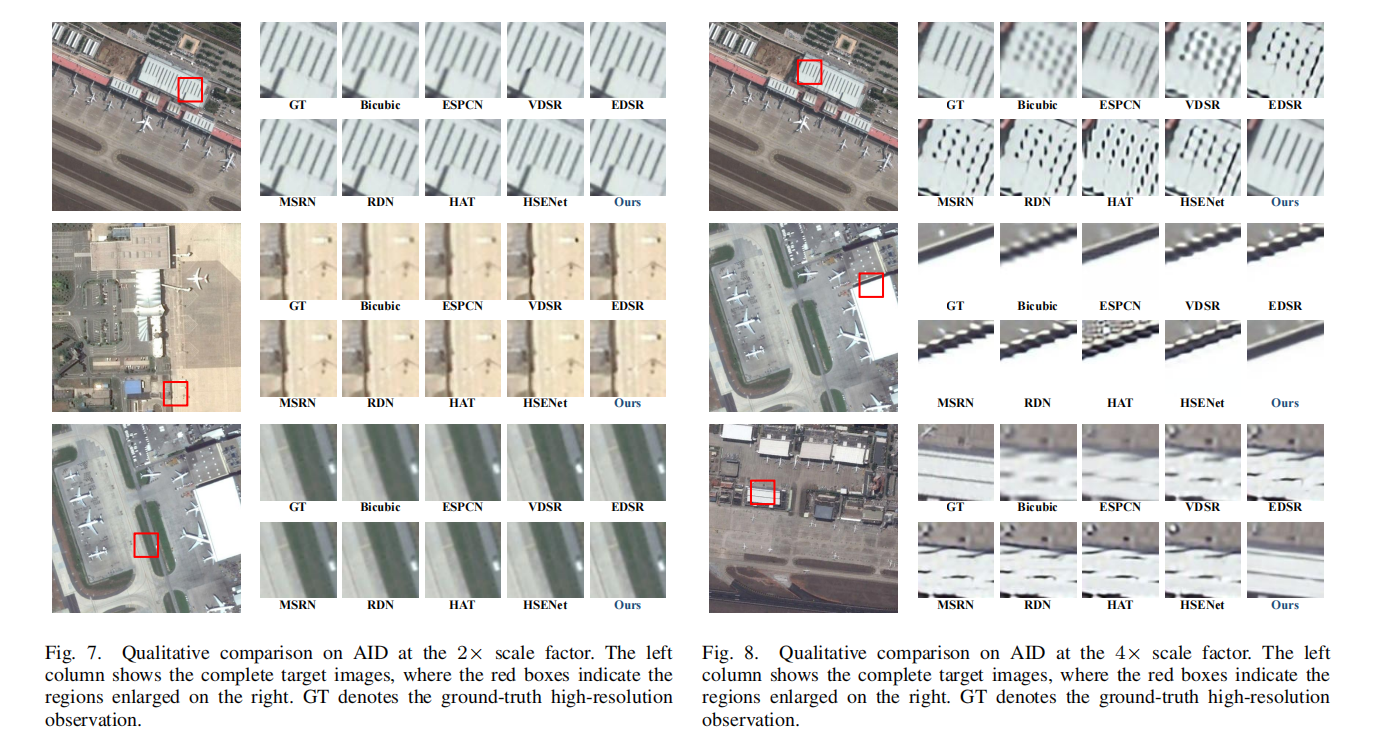 GT Bicubic ESPCN VDSR EDSR
MSRN RDN HAT HSENet Ours
GT Bicubic ESPCN VDSR EDSR
MSRN RDN HAT HSENet Ours
GT Bicubic ESPCN VDSR EDSR
MSRN RDN HAT HSENet Ours
Fig. 7. Qualitative comparison on AID at the 2× scale factor. The left
column shows the complete target images, where the red boxes indicate the
regions enlarged on the right. GT denotes the ground-truth high-resolution
observation.
GT Bicubic ESPCN VDSR EDSR
MSRN RDN HAT HSENet Ours
GT Bicubic ESPCN VDSR EDSR
MSRN RDN HAT HSENet Ours
GT Bicubic ESPCN VDSR EDSR
MSRN RDN HAT HSENet Ours
Fig. 8. Qualitative comparison on AID at the 4× scale factor. The left
column shows the complete target images, where the red boxes indicate the
regions enlarged on the right. GT denotes the ground-truth high-resolution
observation.